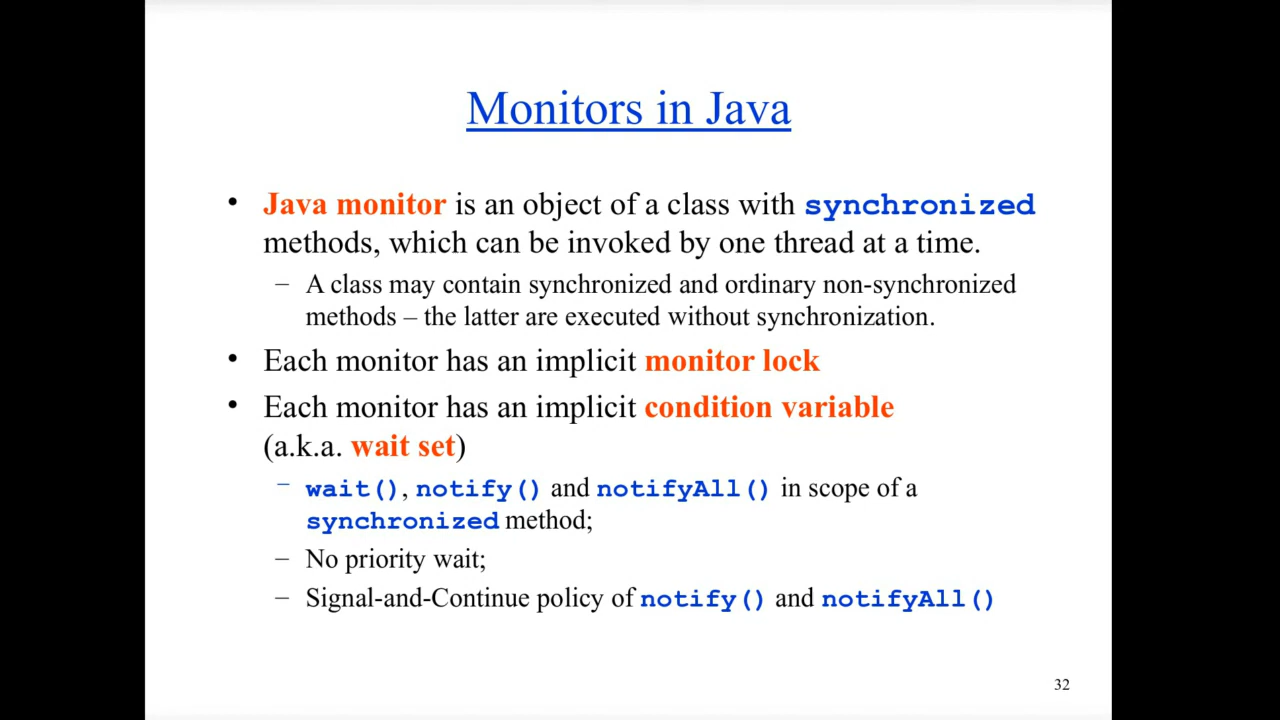 Monitors in Java
• Java monitor is an object of a class with synchronized
methods, which can be invoked by one thread at a time.
– A class may contain synchronized and ordinary non-synchronized
methods – the latter are executed without synchronization.
• Each monitor has an implicit monitor lock
• Each monitor has an implicit condition variable
(a.k.a. wait set)
– wait(), notify() and notifyAll() in scope of a
synchronized method;
– No priority wait;
– Signal-and-Continue policy of notify() and notifyAll()
32